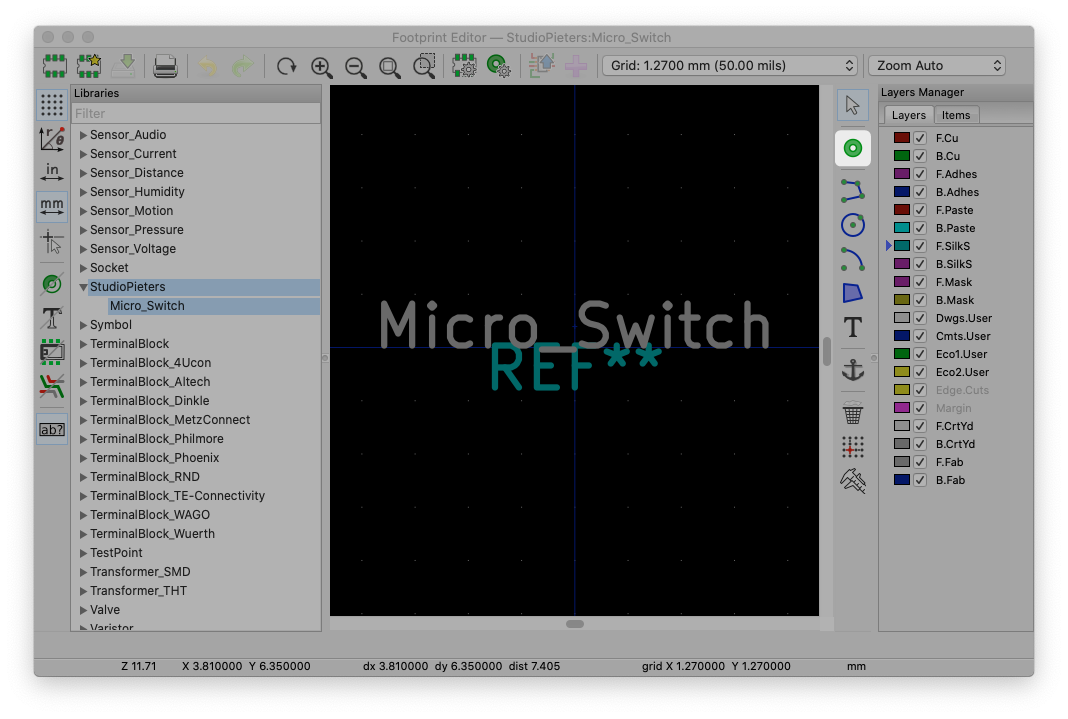 Footprint Editor — StudioPieters:Micro_Switch
Grid: 1.2700 mm (50.00 mils)
Zoom Auto
Libraries
Filter
Sensor_Audio
Sensor_Current
Sensor_Distance
Sensor_Humidity
Sensor_Motion
Sensor_Pressure
Sensor_Voltage
Socket
StudioPieters
Micro_Switch
Symbol
TerminalBlock
TerminalBlock_4Ucon
TerminalBlock_Altech
TerminalBlock_Dinkle
TerminalBlock_MetzConnect
TerminalBlock_Philmore
TerminalBlock_Phoenix
TerminalBlock_RND
TerminalBlock_TE-Connectivity
TerminalBlock_WAGO
TerminalBlock_Wuerth
TestPoint
Transformer_SMD
Transformer_THT
Valve
Varistor
in
mm
ab?
Micro_Switch
REF**
Layers Manager
Layers Items
F.Cu
B.Cu
F.Adhes
B.Adhes
F.Paste
B.Paste
F.SilkS
B.SilkS
F.Mask
B.Mask
Dwgs.User
Cmts.User
Eco1.User
Eco2.User
Edge.Cuts
Margin
F.CrtYd
B.CrtYd
F.Fab
B.Fab
Z 11.71 X 3.810000 Y 6.350000 dx 3.810000 dy 6.350000 dist 7.405 grid X 1.270000 Y 1.270000 mm